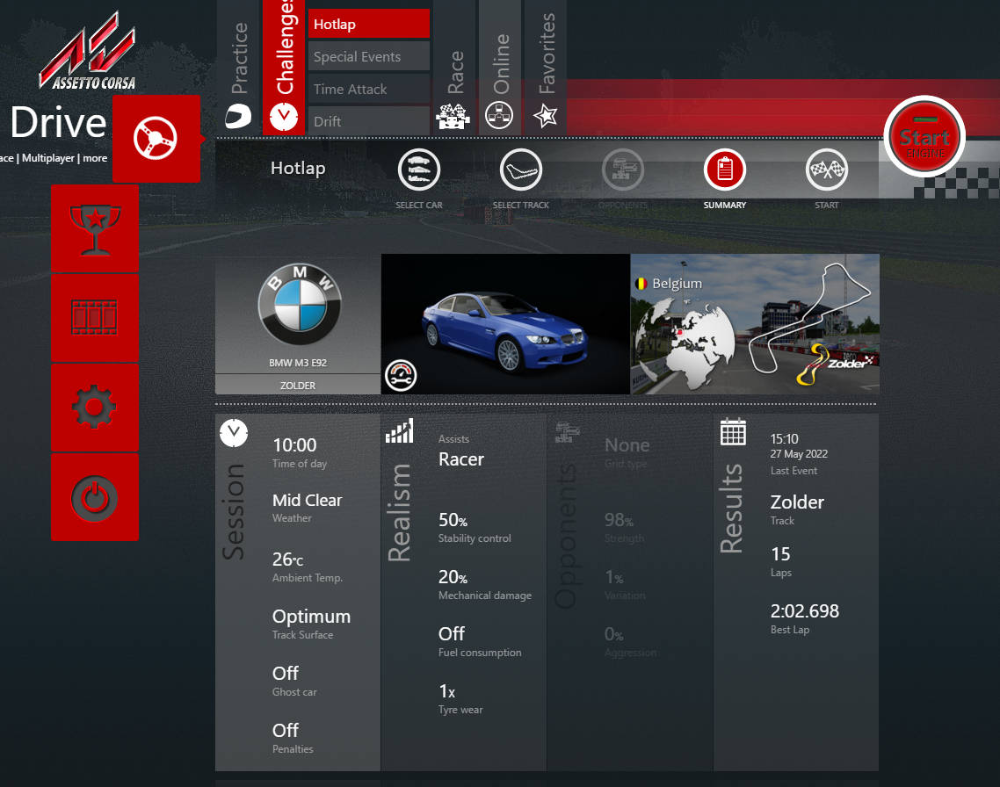 ASSETTO CORSA
Drive
ace | Multiplayer | more
Practice
Challenges
Hotlap
Special Events
Time Attack
Drift
Race
Online
Favorites
Start
ENGINE
Hotlap
SELECT CAR
SELECT TRACK
OPPONENTS
SUMMARY
START
BMW
BMW M3 E92
ZOLDER
Belgium
zero
Zolder
Session
10:00
Time of day
Mid Clear
Weather
26°C
Ambient Temp.
Optimum
Track Surface
Off
Ghost car
Off
Penalties
Realism
Assists
Racer
50%
Stability control
20%
Mechanical damage
Off
Fuel consumption
1x
Tyre wear
Opponents
None
Grid type
98%
Strength
1%
Variation
0%
Aggression
Results
15:10
27 May 2022
Last Event
Zolder
Track
15
Laps
2:02.698
Best Lap